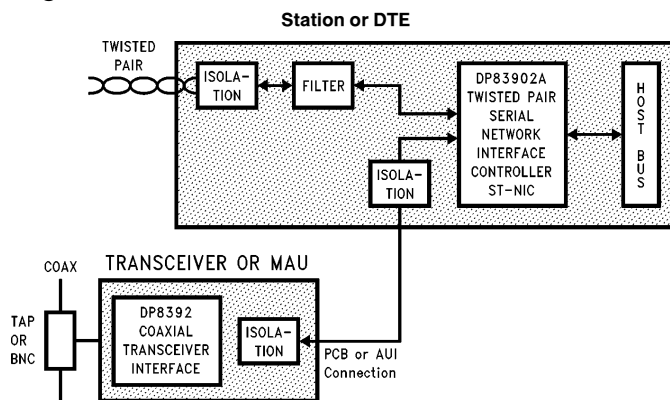 Station or DTE
TWISTED
PAIR
ISOLA-
TION
FILTER
DP83902A
TWISTED PAIR
SERIAL
NETWORK
INTERFACE
CONTROLLER
ST-NIC
HOST BUS
ISOLA-
TION
TRANSCEIVER OR MAU
COAX
TAP
OR
BNC
DP8392
COAXIAL
TRANSCEIVER
INTERFACE
ISOLA-
TION
PCB or AUI
Connection